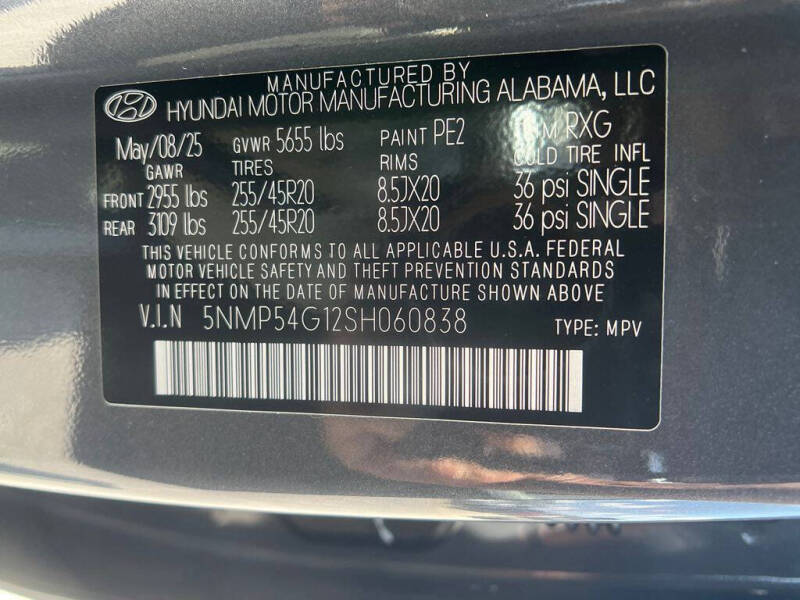 MANUFACTURED BY
HYUNDAI MOTOR MANUFACTURING ALABAMA, LLC
May/08/25 GVWR 5655 lbs PAINT PE2 RXG
GAWR TIRES RIMS COLD TIRE INFL
FRONT 2955 lbs 255/45R20 8.5JX20 36 psi SINGLE
REAR 3109 lbs 255/45R20 8.5JX20 36 psi SINGLE
THIS VEHICLE CONFORMS TO ALL APPLICABLE U.S.A. FEDERAL
MOTOR VEHICLE SAFETY AND THEFT PREVENTION STANDARDS
IN EFFECT ON THE DATE OF MANUFACTURE SHOWN ABOVE
V.I.N 5NMP54G12SH060838 TYPE: MPV